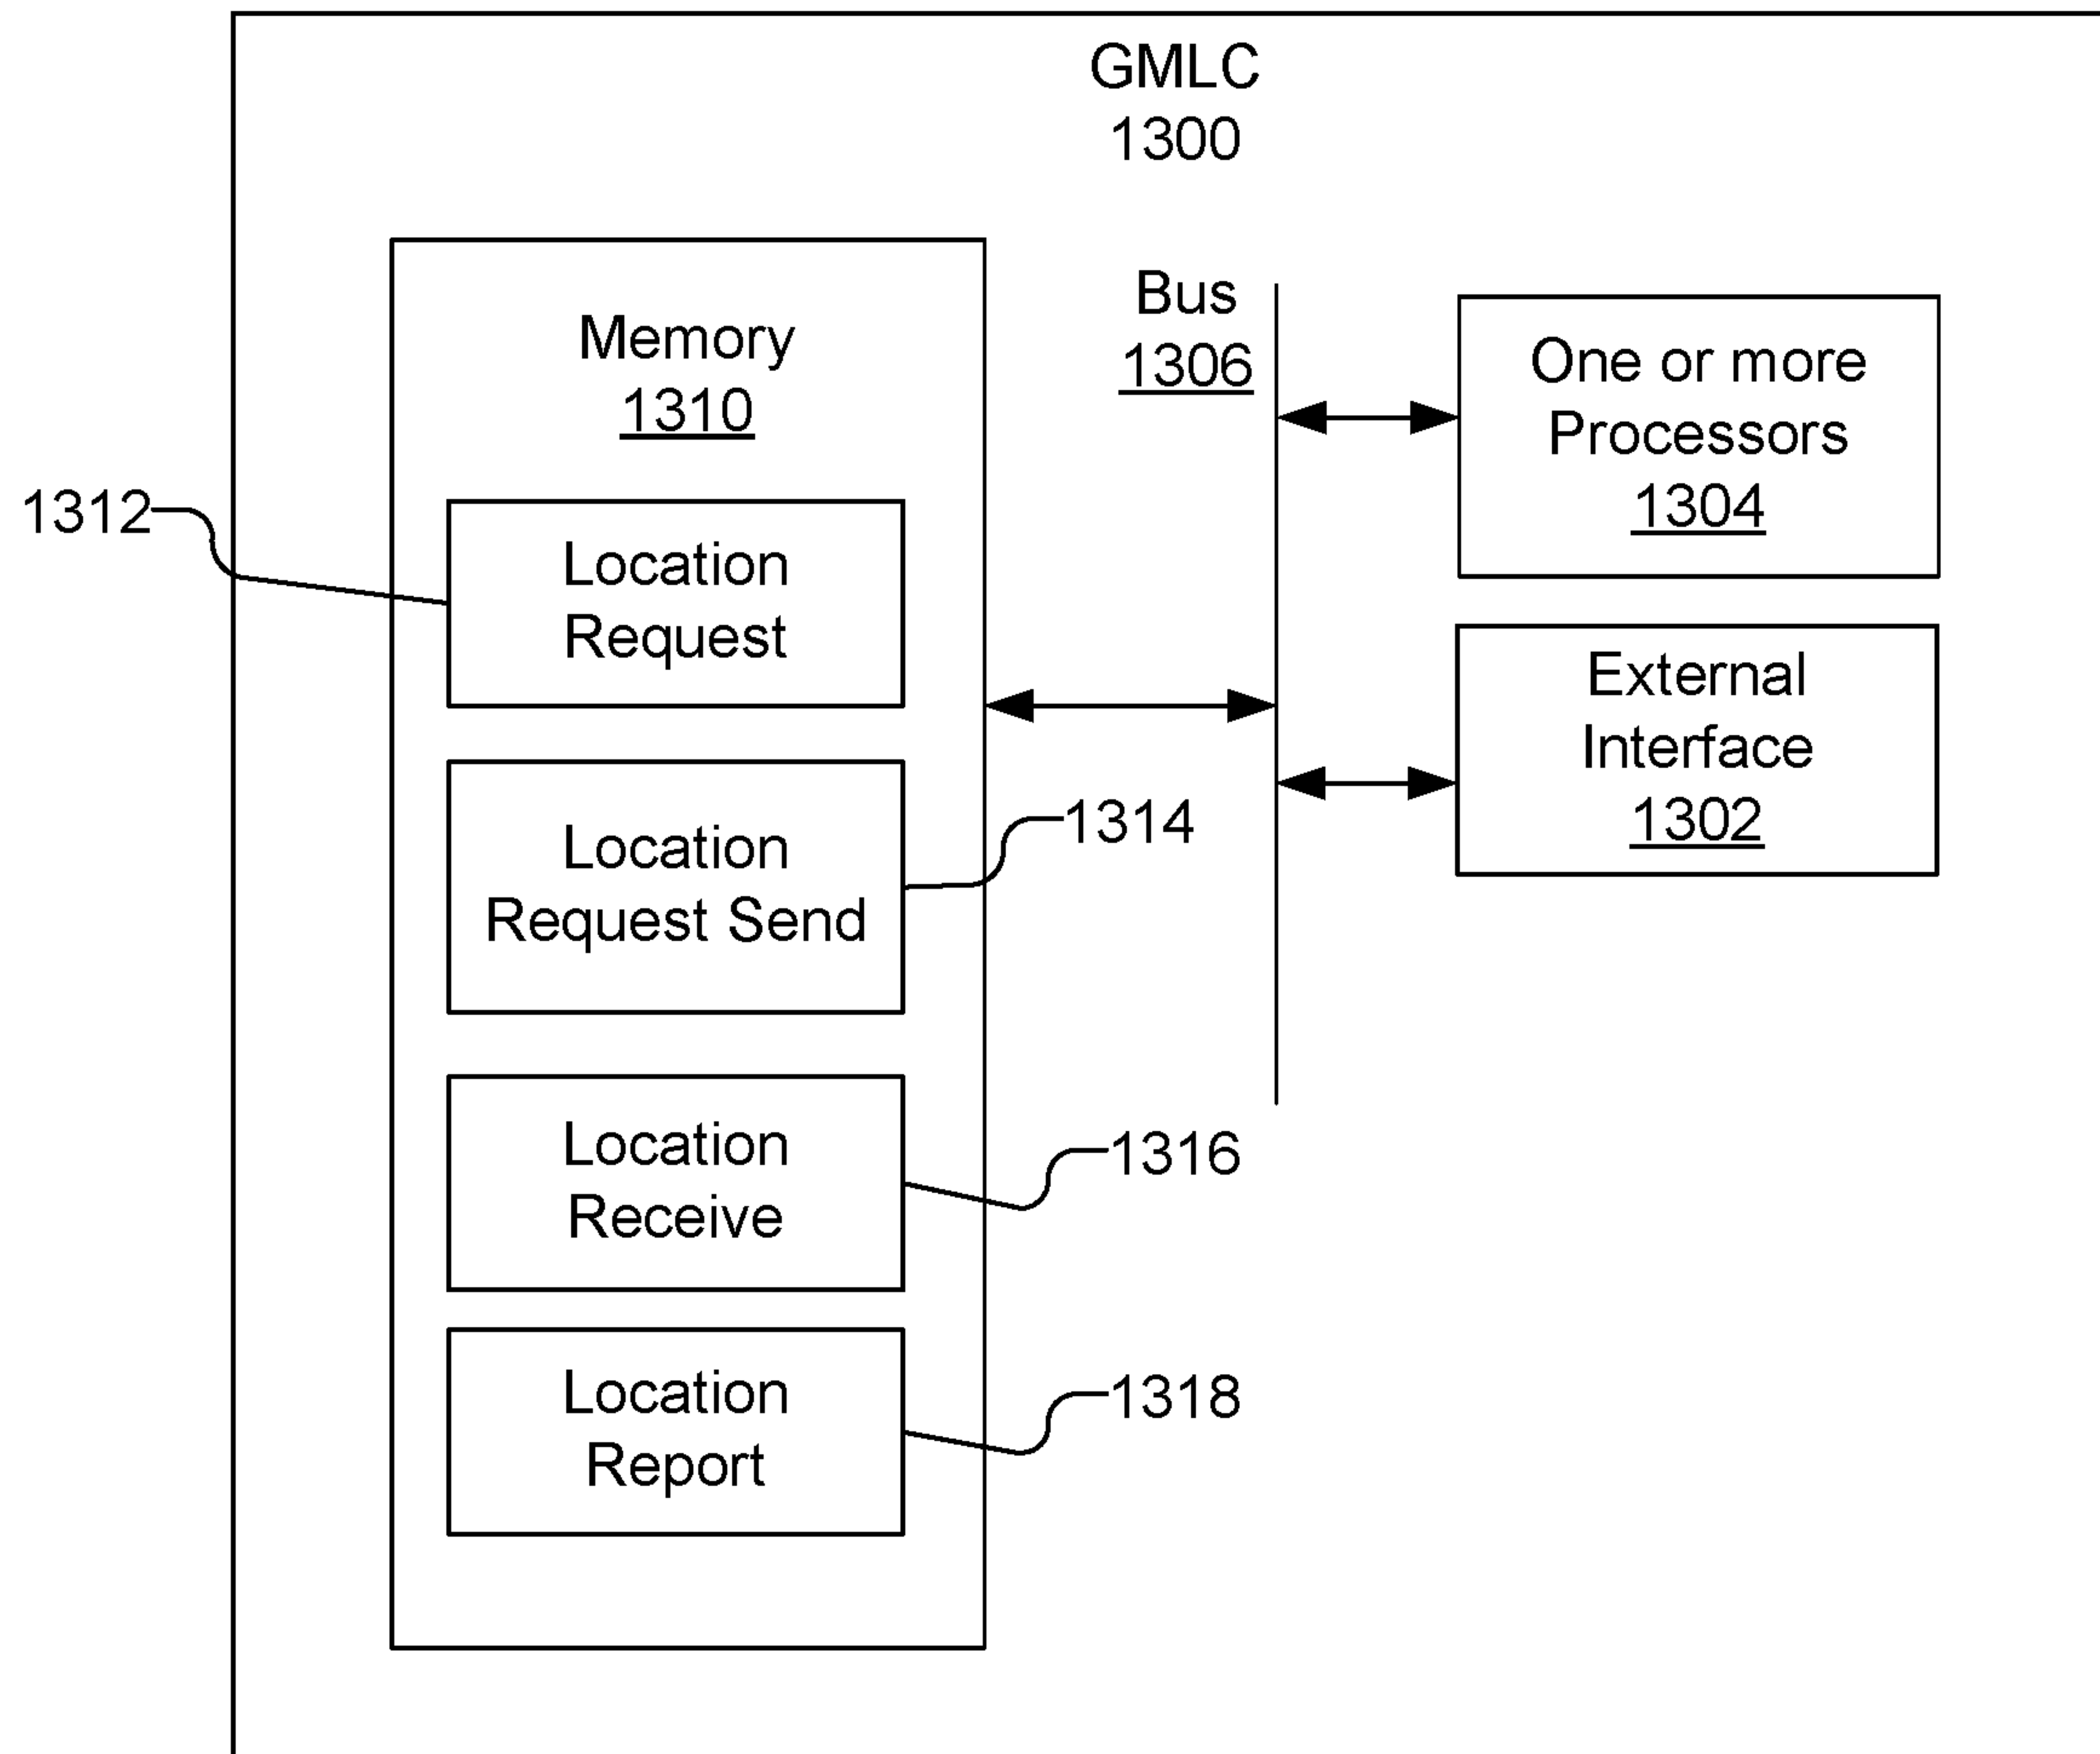 GMLC
1300
Memory
1310
Bus
1306
One or more
Processors
1304
1312
Location
Request
External
Interface
1302
Location
Request Send
1314
Location
Receive
1316
Location
Report
1318